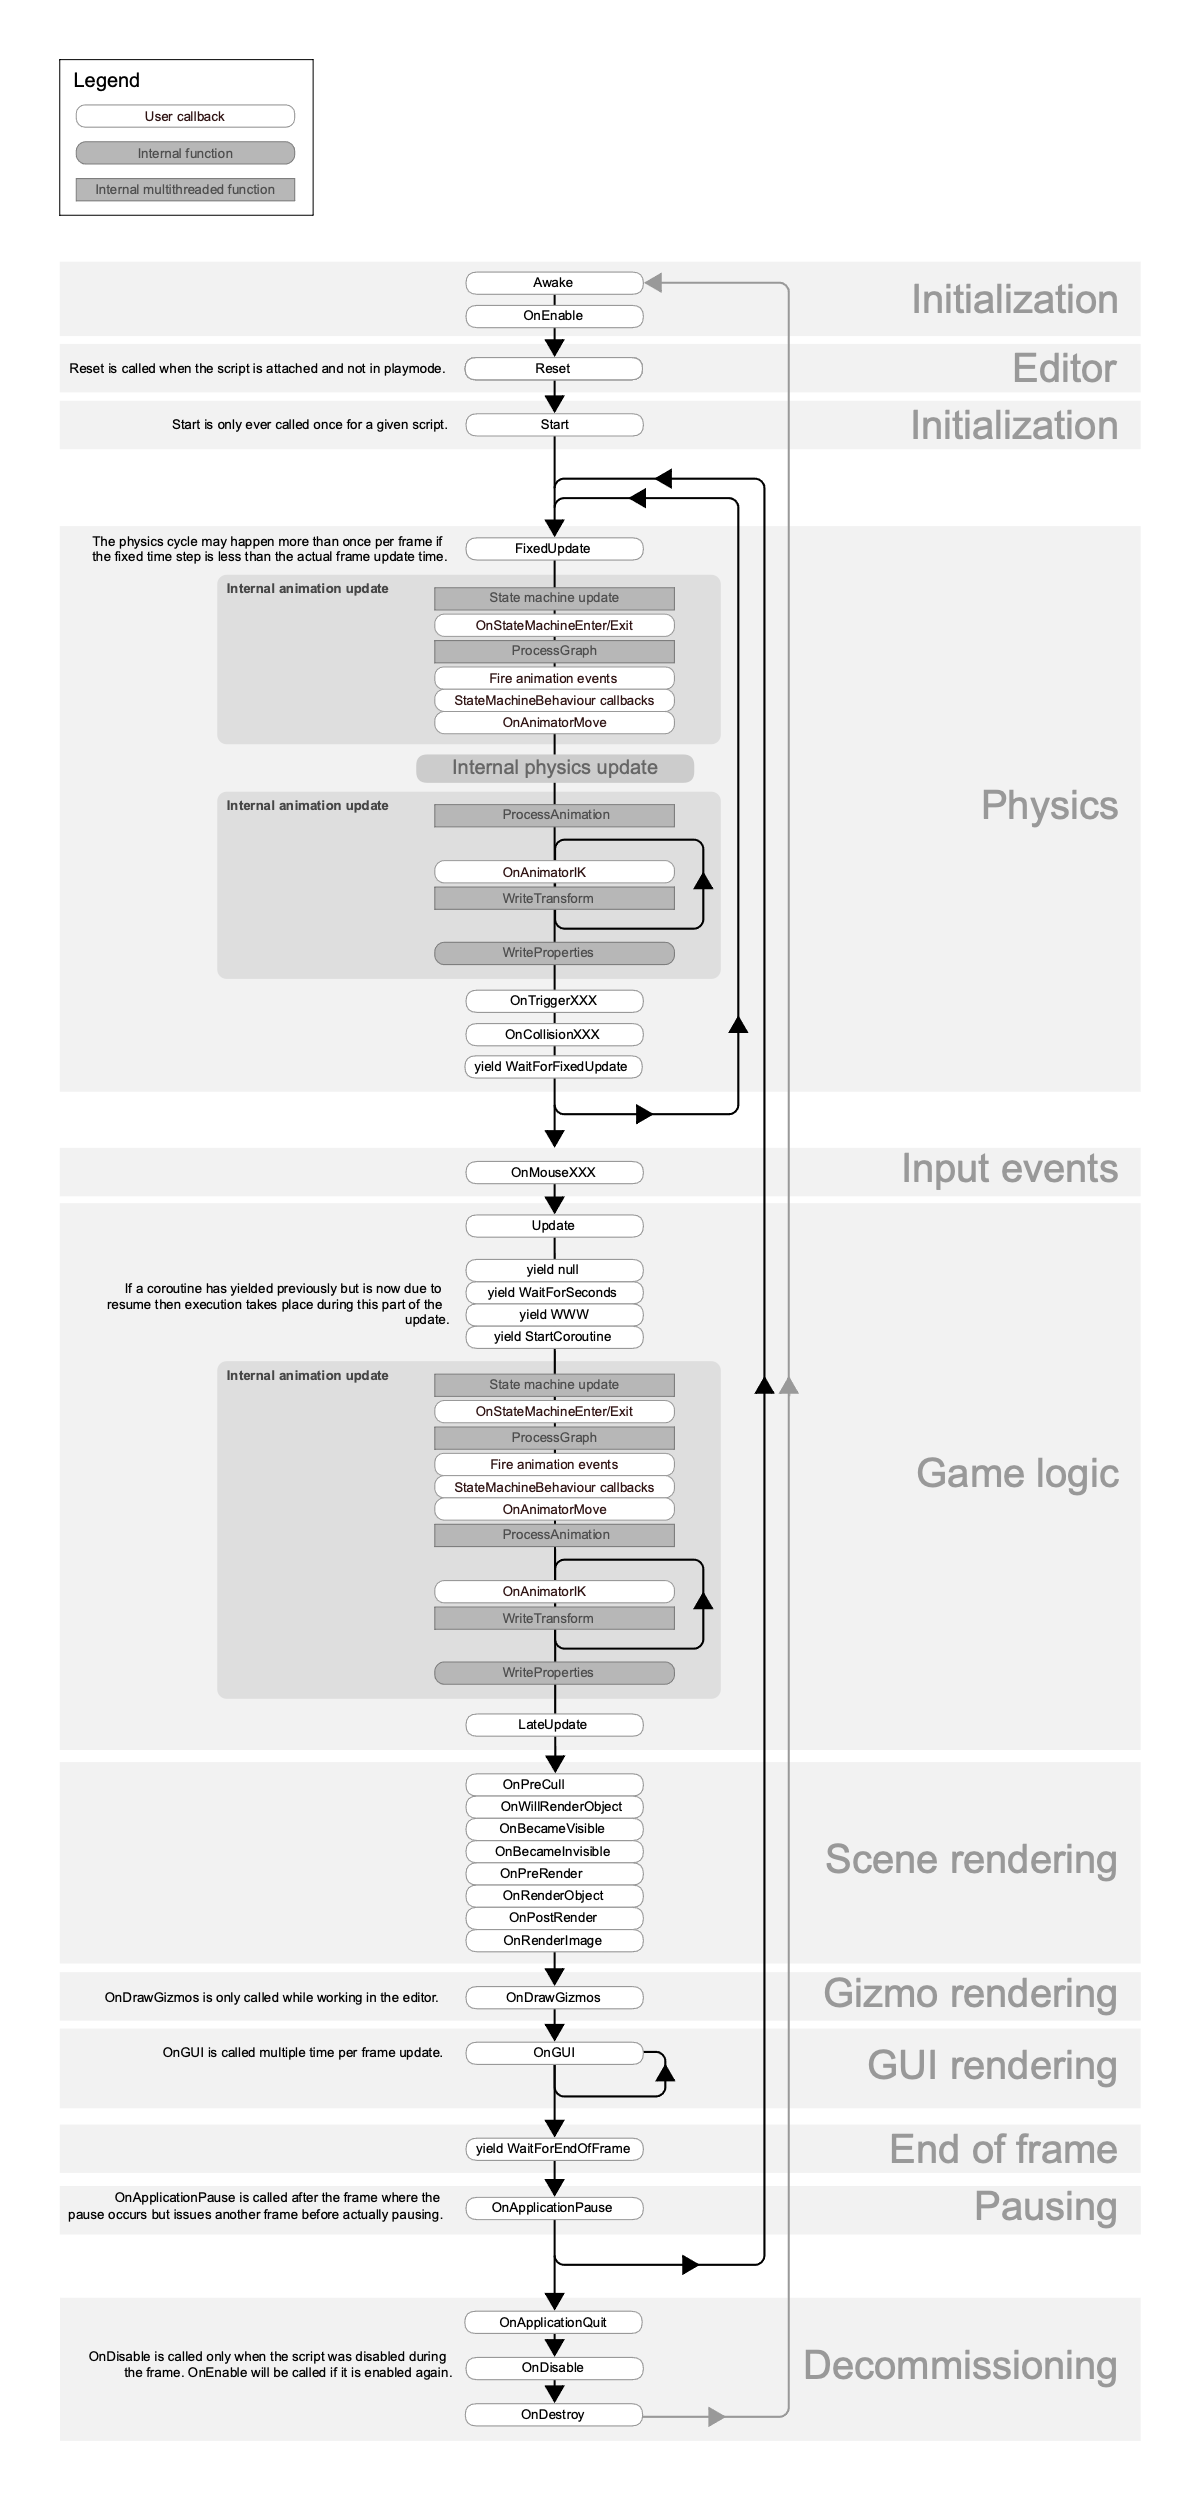 Legend
User callback
Internal function
Internal multithreaded function
Awake
OnEnable
Initialization
Reset is called when the script is attached and not in playmode.
Reset
Editor
Start is only ever called once for a given script.
Start
Initialization
The physics cycle may happen more than once per frame if
the fixed time step is less than the actual frame update time.
FixedUpdate
Internal animation update
State machine update
OnStateMachineEnter/Exit
ProcessGraph
Fire animation events
StateMachineBehaviour callbacks
OnAnimatorMove
Internal physics update
Physics
Internal animation update
ProcessAnimation
OnAnimatorIK
WriteTransform
WriteProperties
OnTriggerXXX
OnCollisionXXX
yield WaitForFixedUpdate
OnMouseXXX
Input events
Update
yield null
If a coroutine has yielded previously but is now due to
resume then execution takes place during this part of the
update.
yield WaitForSeconds
yield WWW
yield StartCoroutine
Internal animation update
State machine update
OnStateMachineEnter/Exit
ProcessGraph
Fire animation events
StateMachineBehaviour callbacks
OnAnimatorMove
ProcessAnimation
Game logic
OnAnimatorIK
WriteTransform
WriteProperties
LateUpdate
OnPreCull
OnWillRenderObject
OnBecameVisible
OnBecameInvisible
OnPreRender
OnRenderObject
OnPostRender
OnRenderImage
Scene rendering
OnDrawGizmos is only called while working in the editor.
OnDrawGizmos
Gizmo rendering
OnGUI is called multiple time per frame update.
OnGUI
GUI rendering
yield WaitForEndOfFrame
End of frame
OnApplicationPause is called after the frame where the
pause occurs but issues another frame before actually pausing.
OnApplicationPause
Pausing
OnApplicationQuit
OnDisable is called only when the script was disabled during
the frame. OnEnable will be called if it is enabled again.
OnDisable
OnDestroy
Decommissioning